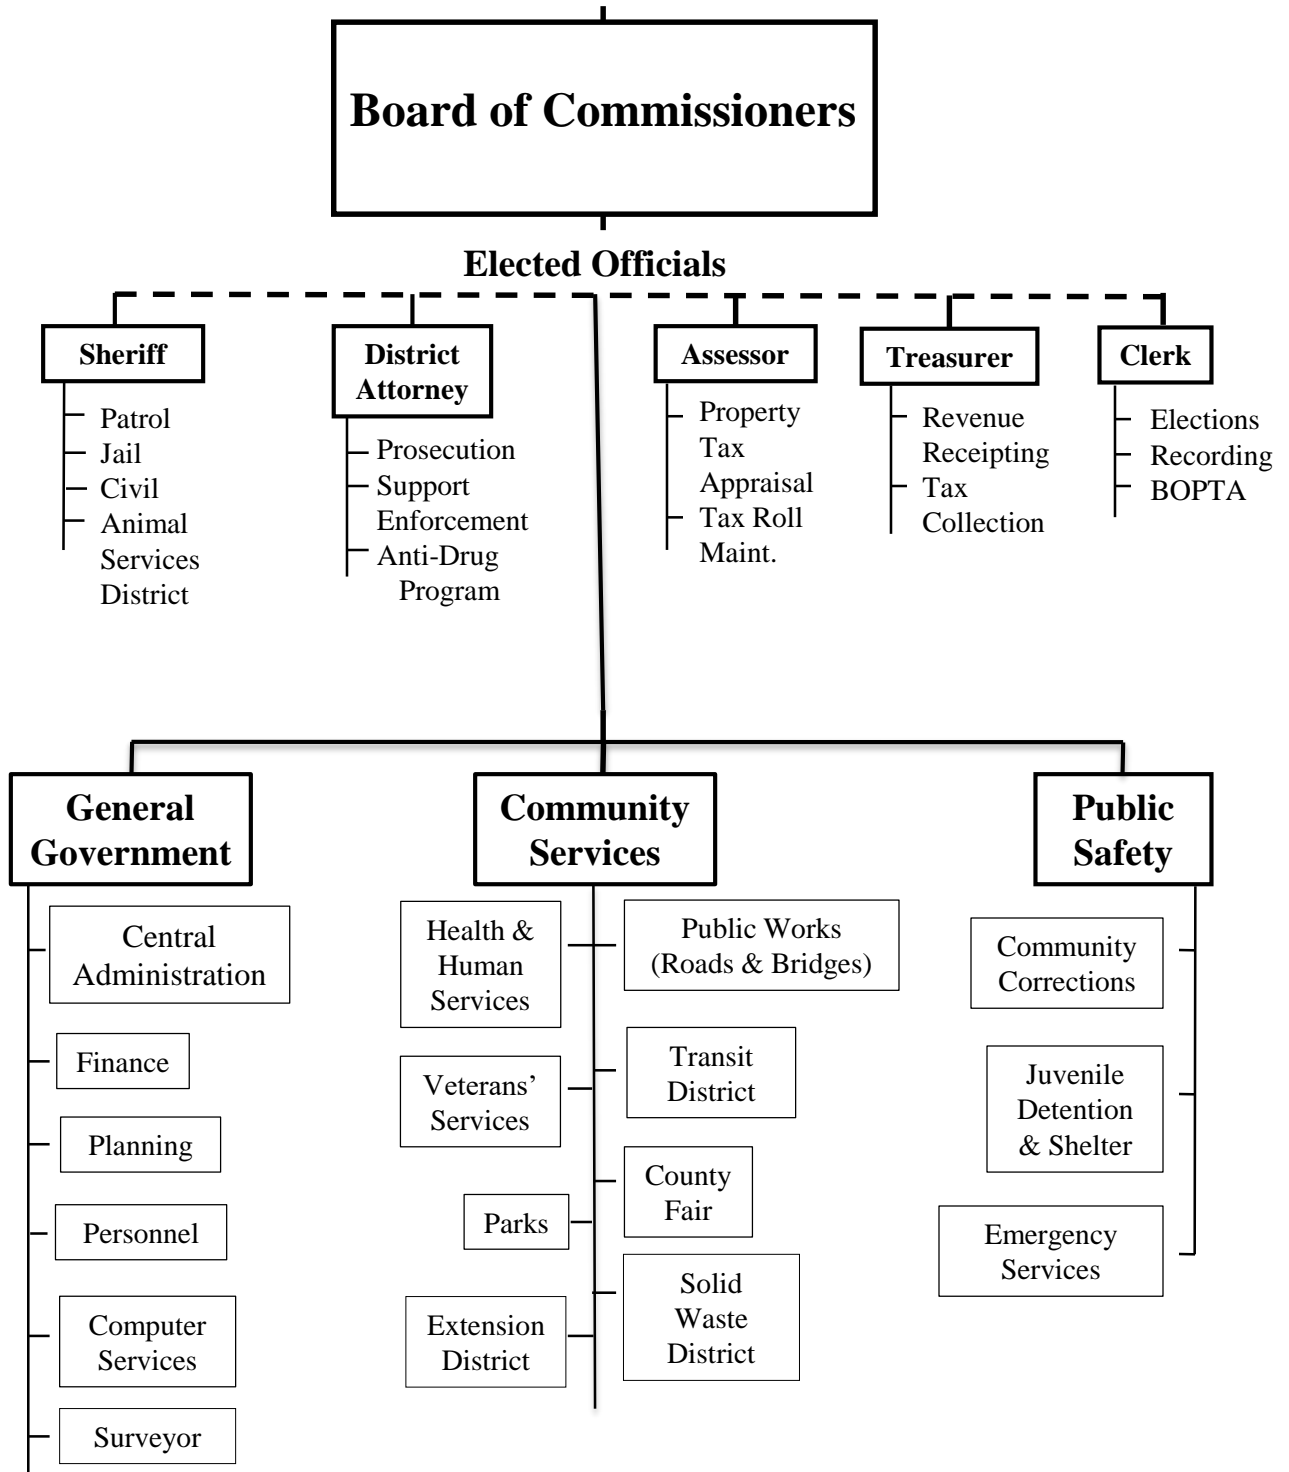 Board of Commissioners
Elected Officials
Sheriff
Patrol
Jail
Civil
Animal
Services
District
District
Attorney
Prosecution
Support
Enforcement
Anti-Drug
Program
Assessor
Property
Tax
Appraisal
Tax Roll
Maint.
Treasurer
Revenue
Receipting
Tax
Collection
Clerk
Elections
Recording
BOPTA
General
Government
Central
Administration
Finance
Planning
Personnel
Computer
Services
Surveyor
Community
Services
Health &
Human
Services
Veterans’
Services
Parks
Extension
District
Public Works
(Roads & Bridges)
Transit
District
County
Fair
Solid
Waste
District
Public
Safety
Community
Corrections
Juvenile
Detention
& Shelter
Emergency
Services